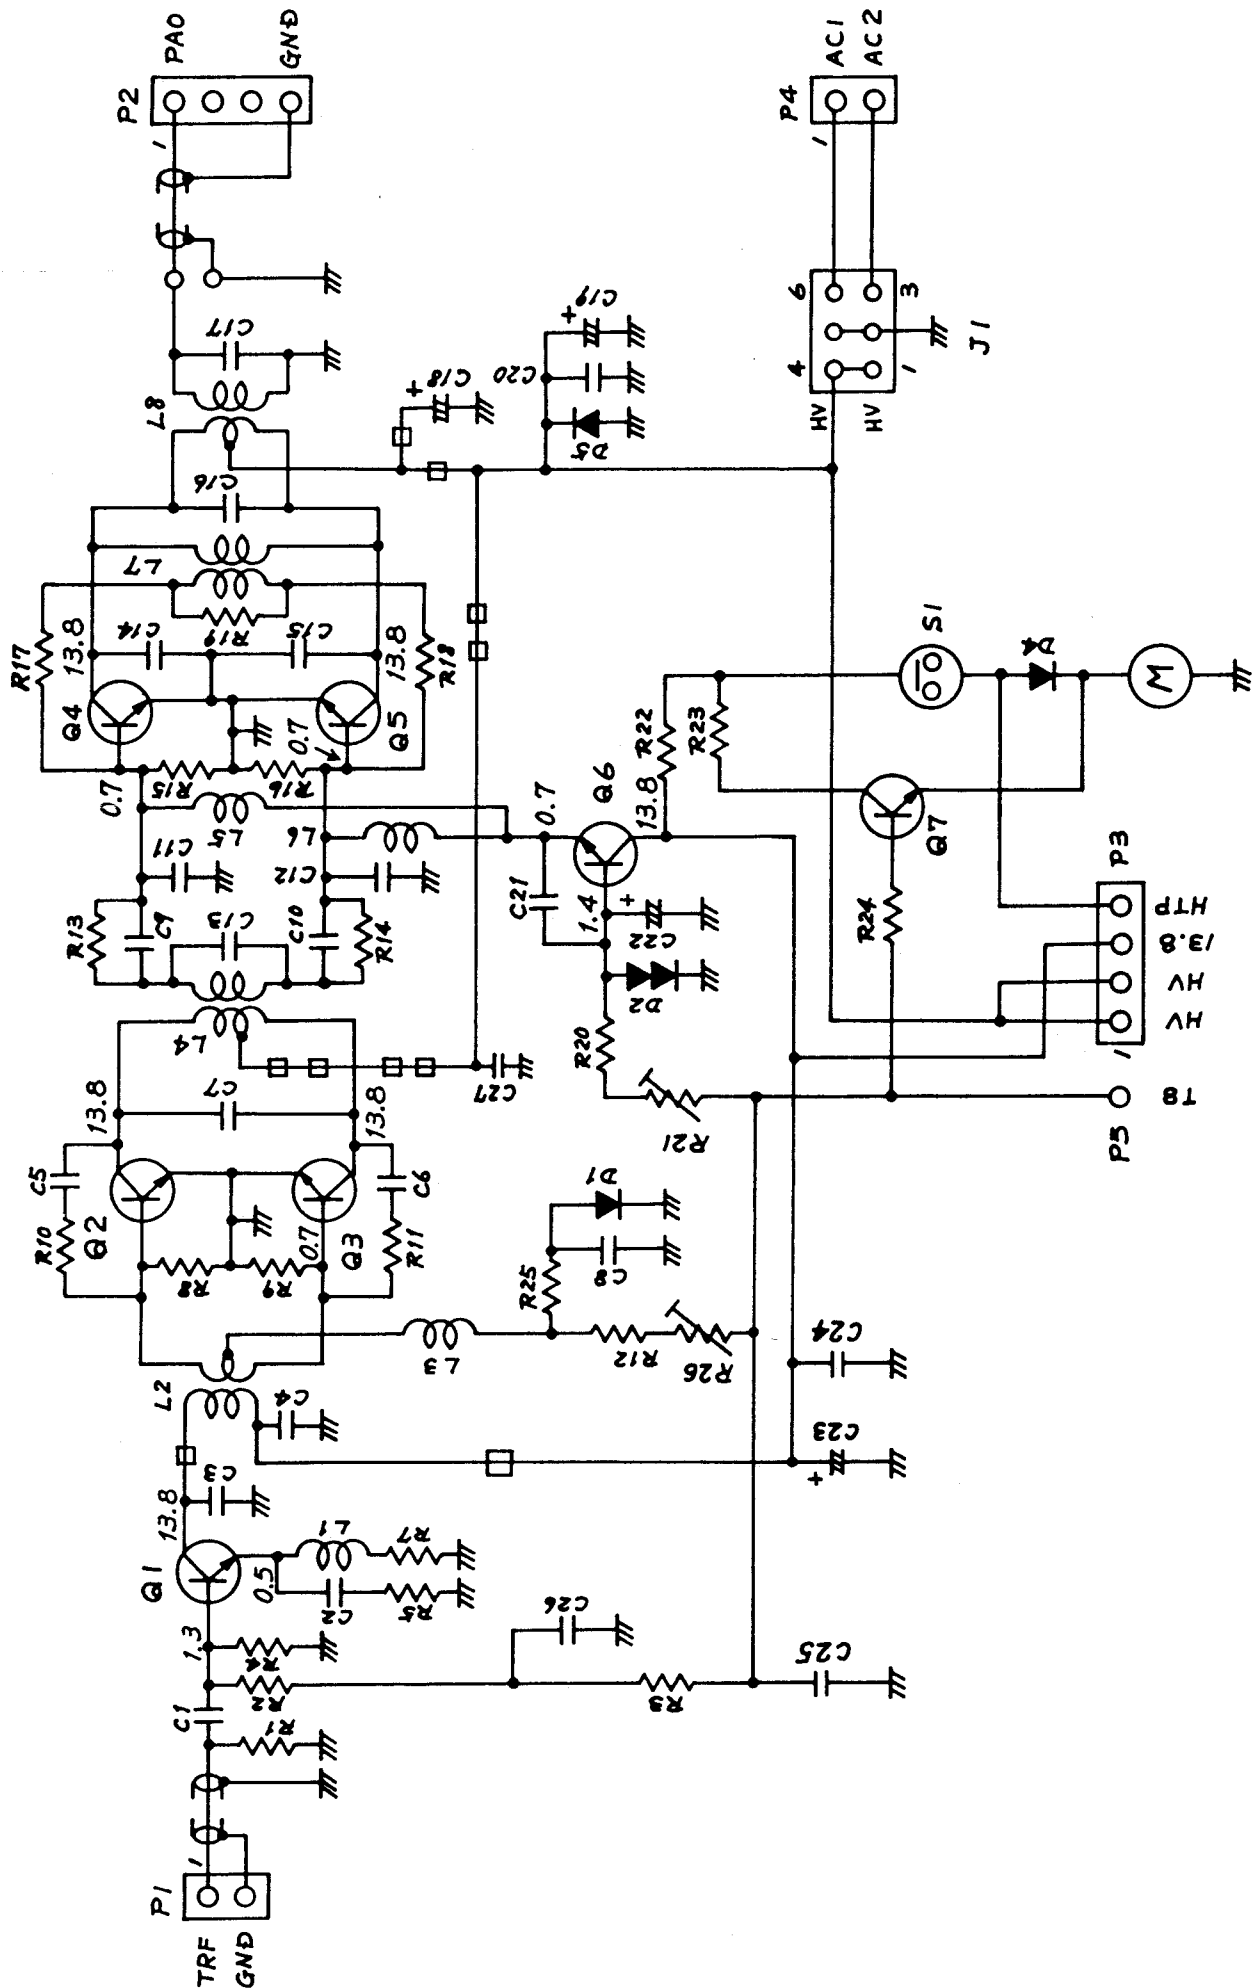 P1
TRF
GND
1
R1
C1
R2
R4
1.3
Q1
0.5
C2
R5
L1
R7
13.8
C3
C26
R3
C25
L2
C4
C23
C24
L3
R25
R12
R26
C8
D1
R10
C5
Q2
13.8
R8
R9
0.7
Q3
R11
C6
C7
13.8
L4
C27
R13
C9
C13
C10
R14
C11
C12
L5
L6
0.7
R15
R16
0.7
Q4
Q5
R17
13.8
C14
C15
13.8
R18
R19
L7
C16
L8
C17
C18
+
C19
+
C20
D5
P2
1
PAO
GND
R21
R20
D2
C22
+
1.4
C21
0.7
Q6
13.8
R22
R23
R24
Q7
S1
D4
M
P3
HTP
13.8
HV
HV
1
P5
T8
J1
4
6
1
3
HV
HV
P4
1
AC1
AC2
+